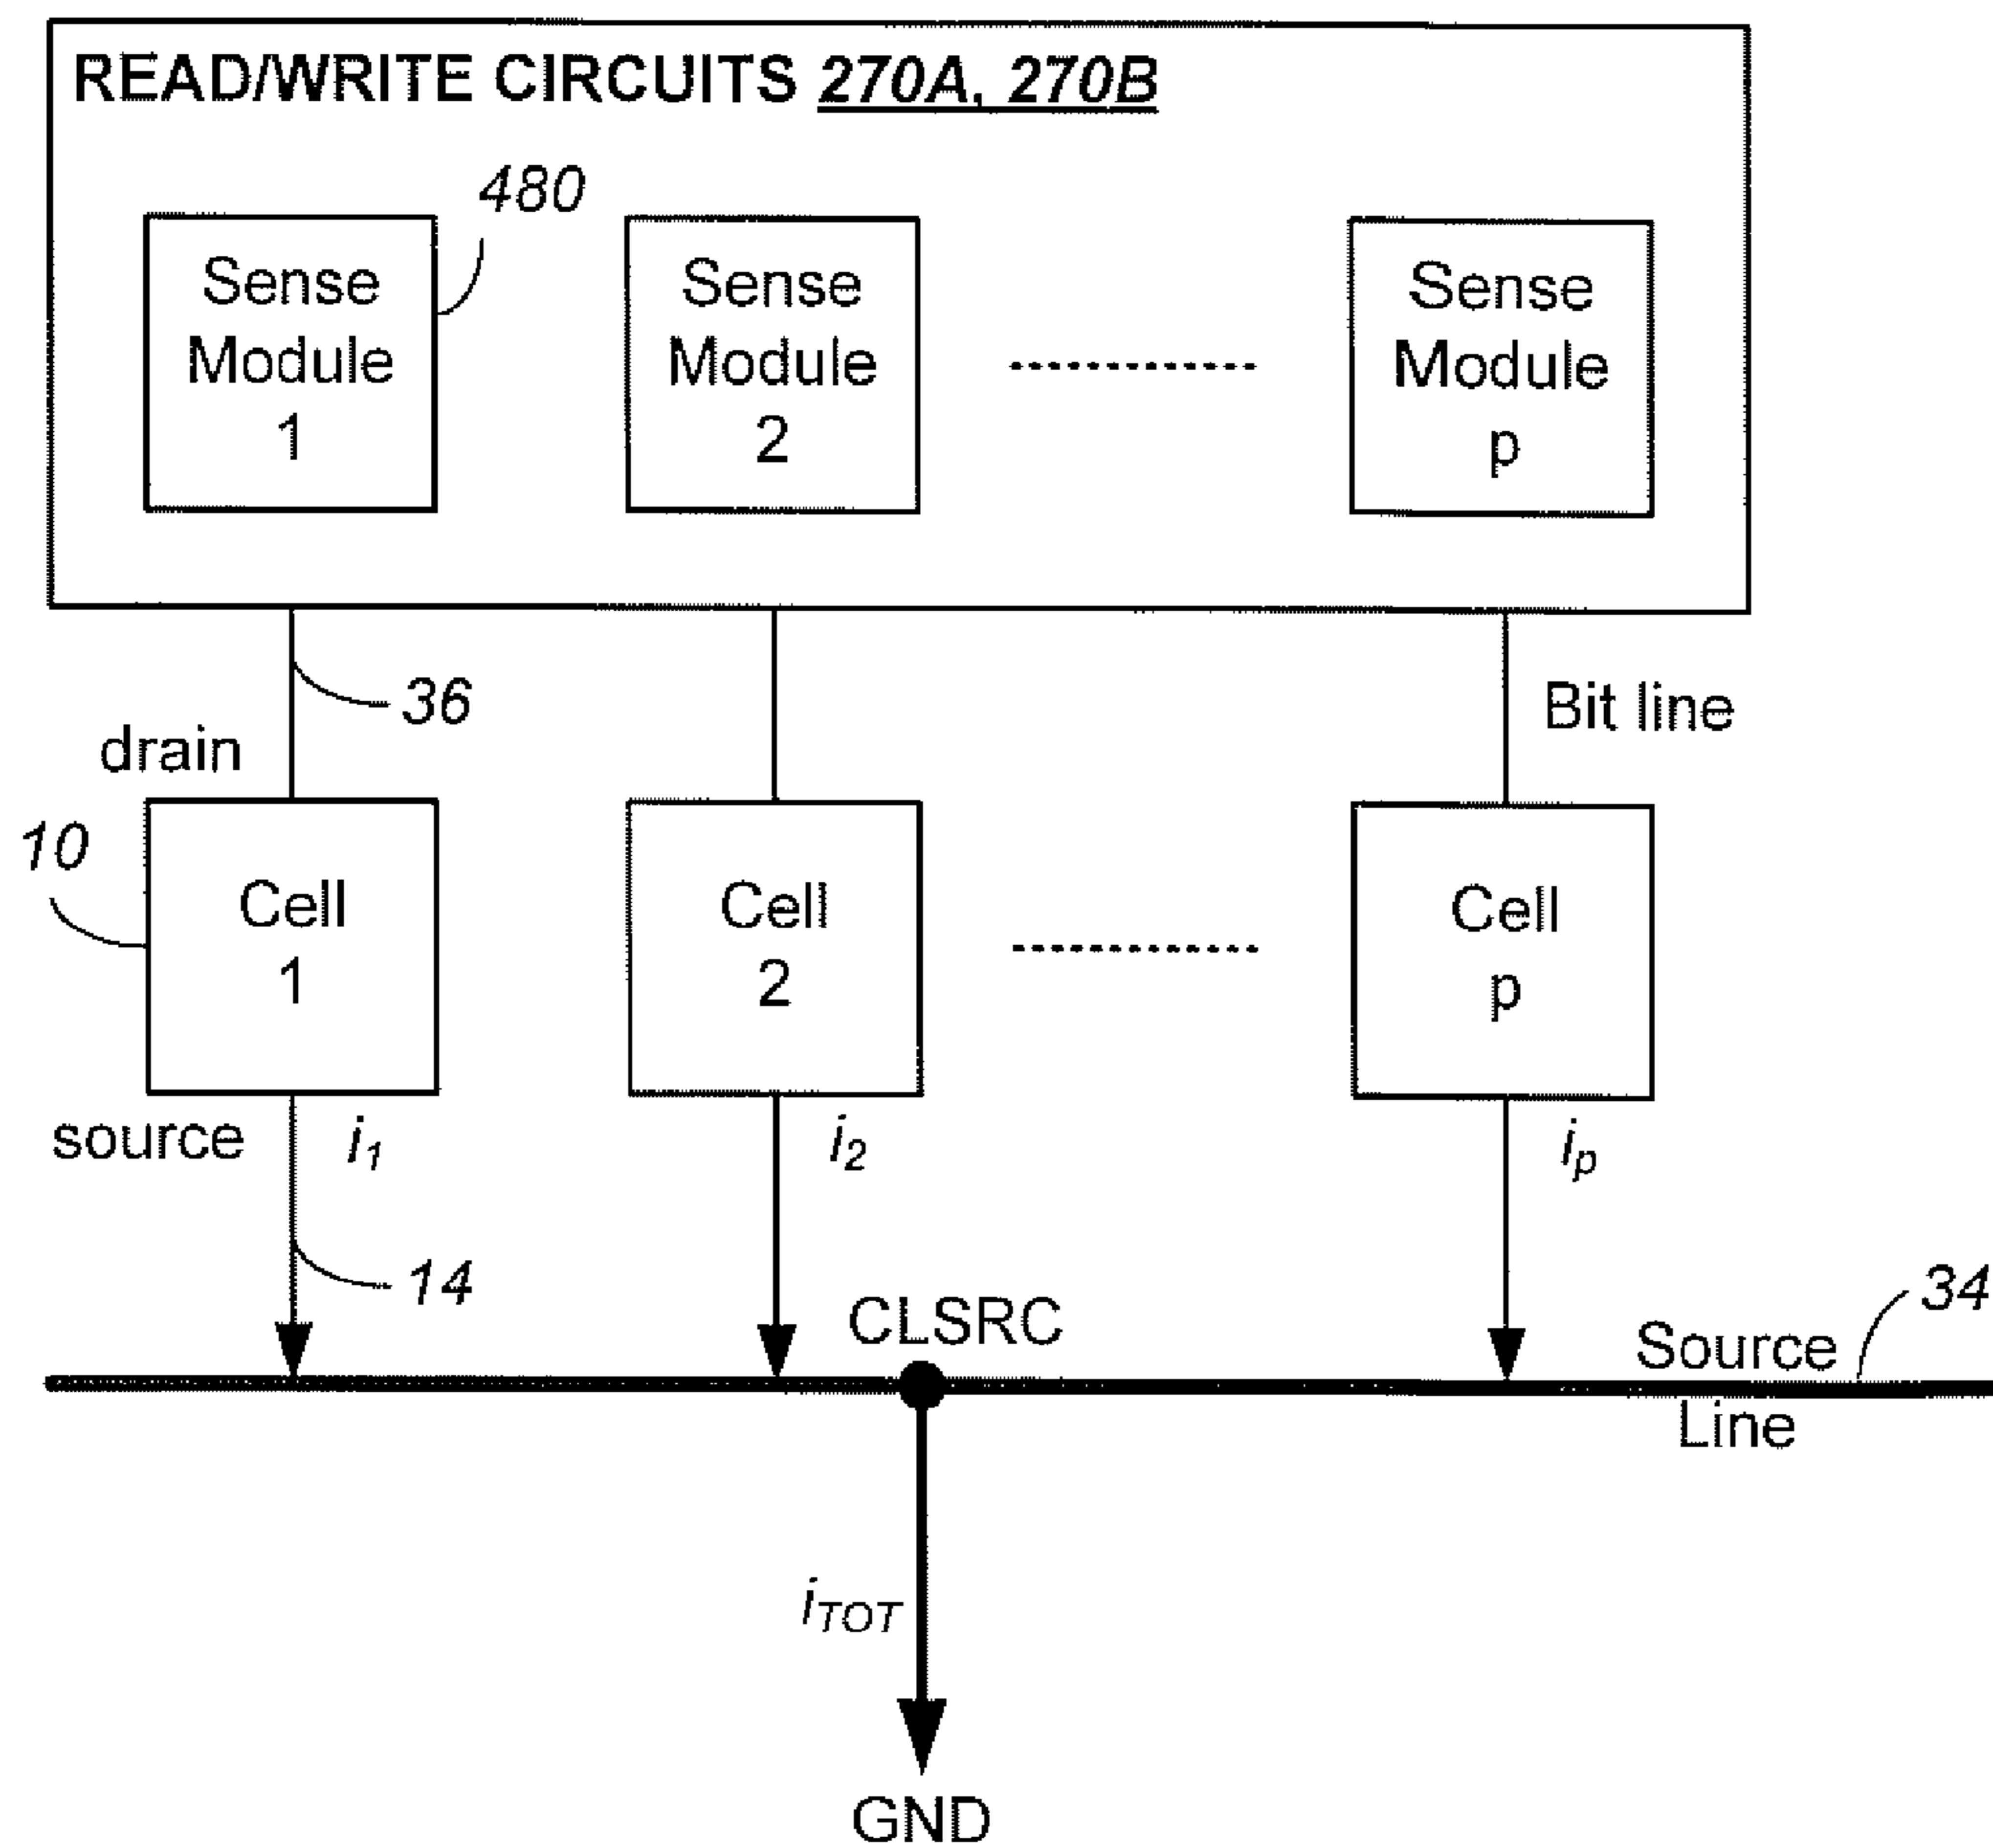 READ/WRITE CIRCUITS 270A, 270B
480
Sense
Module
1
Sense
Module
2
Sense
Module
p
36
drain
Bit line
10
Cell
1
Cell
2
Cell
p
source
i1
i2
ip
14
CLSRC
Source
Line
34
iTOT
GND